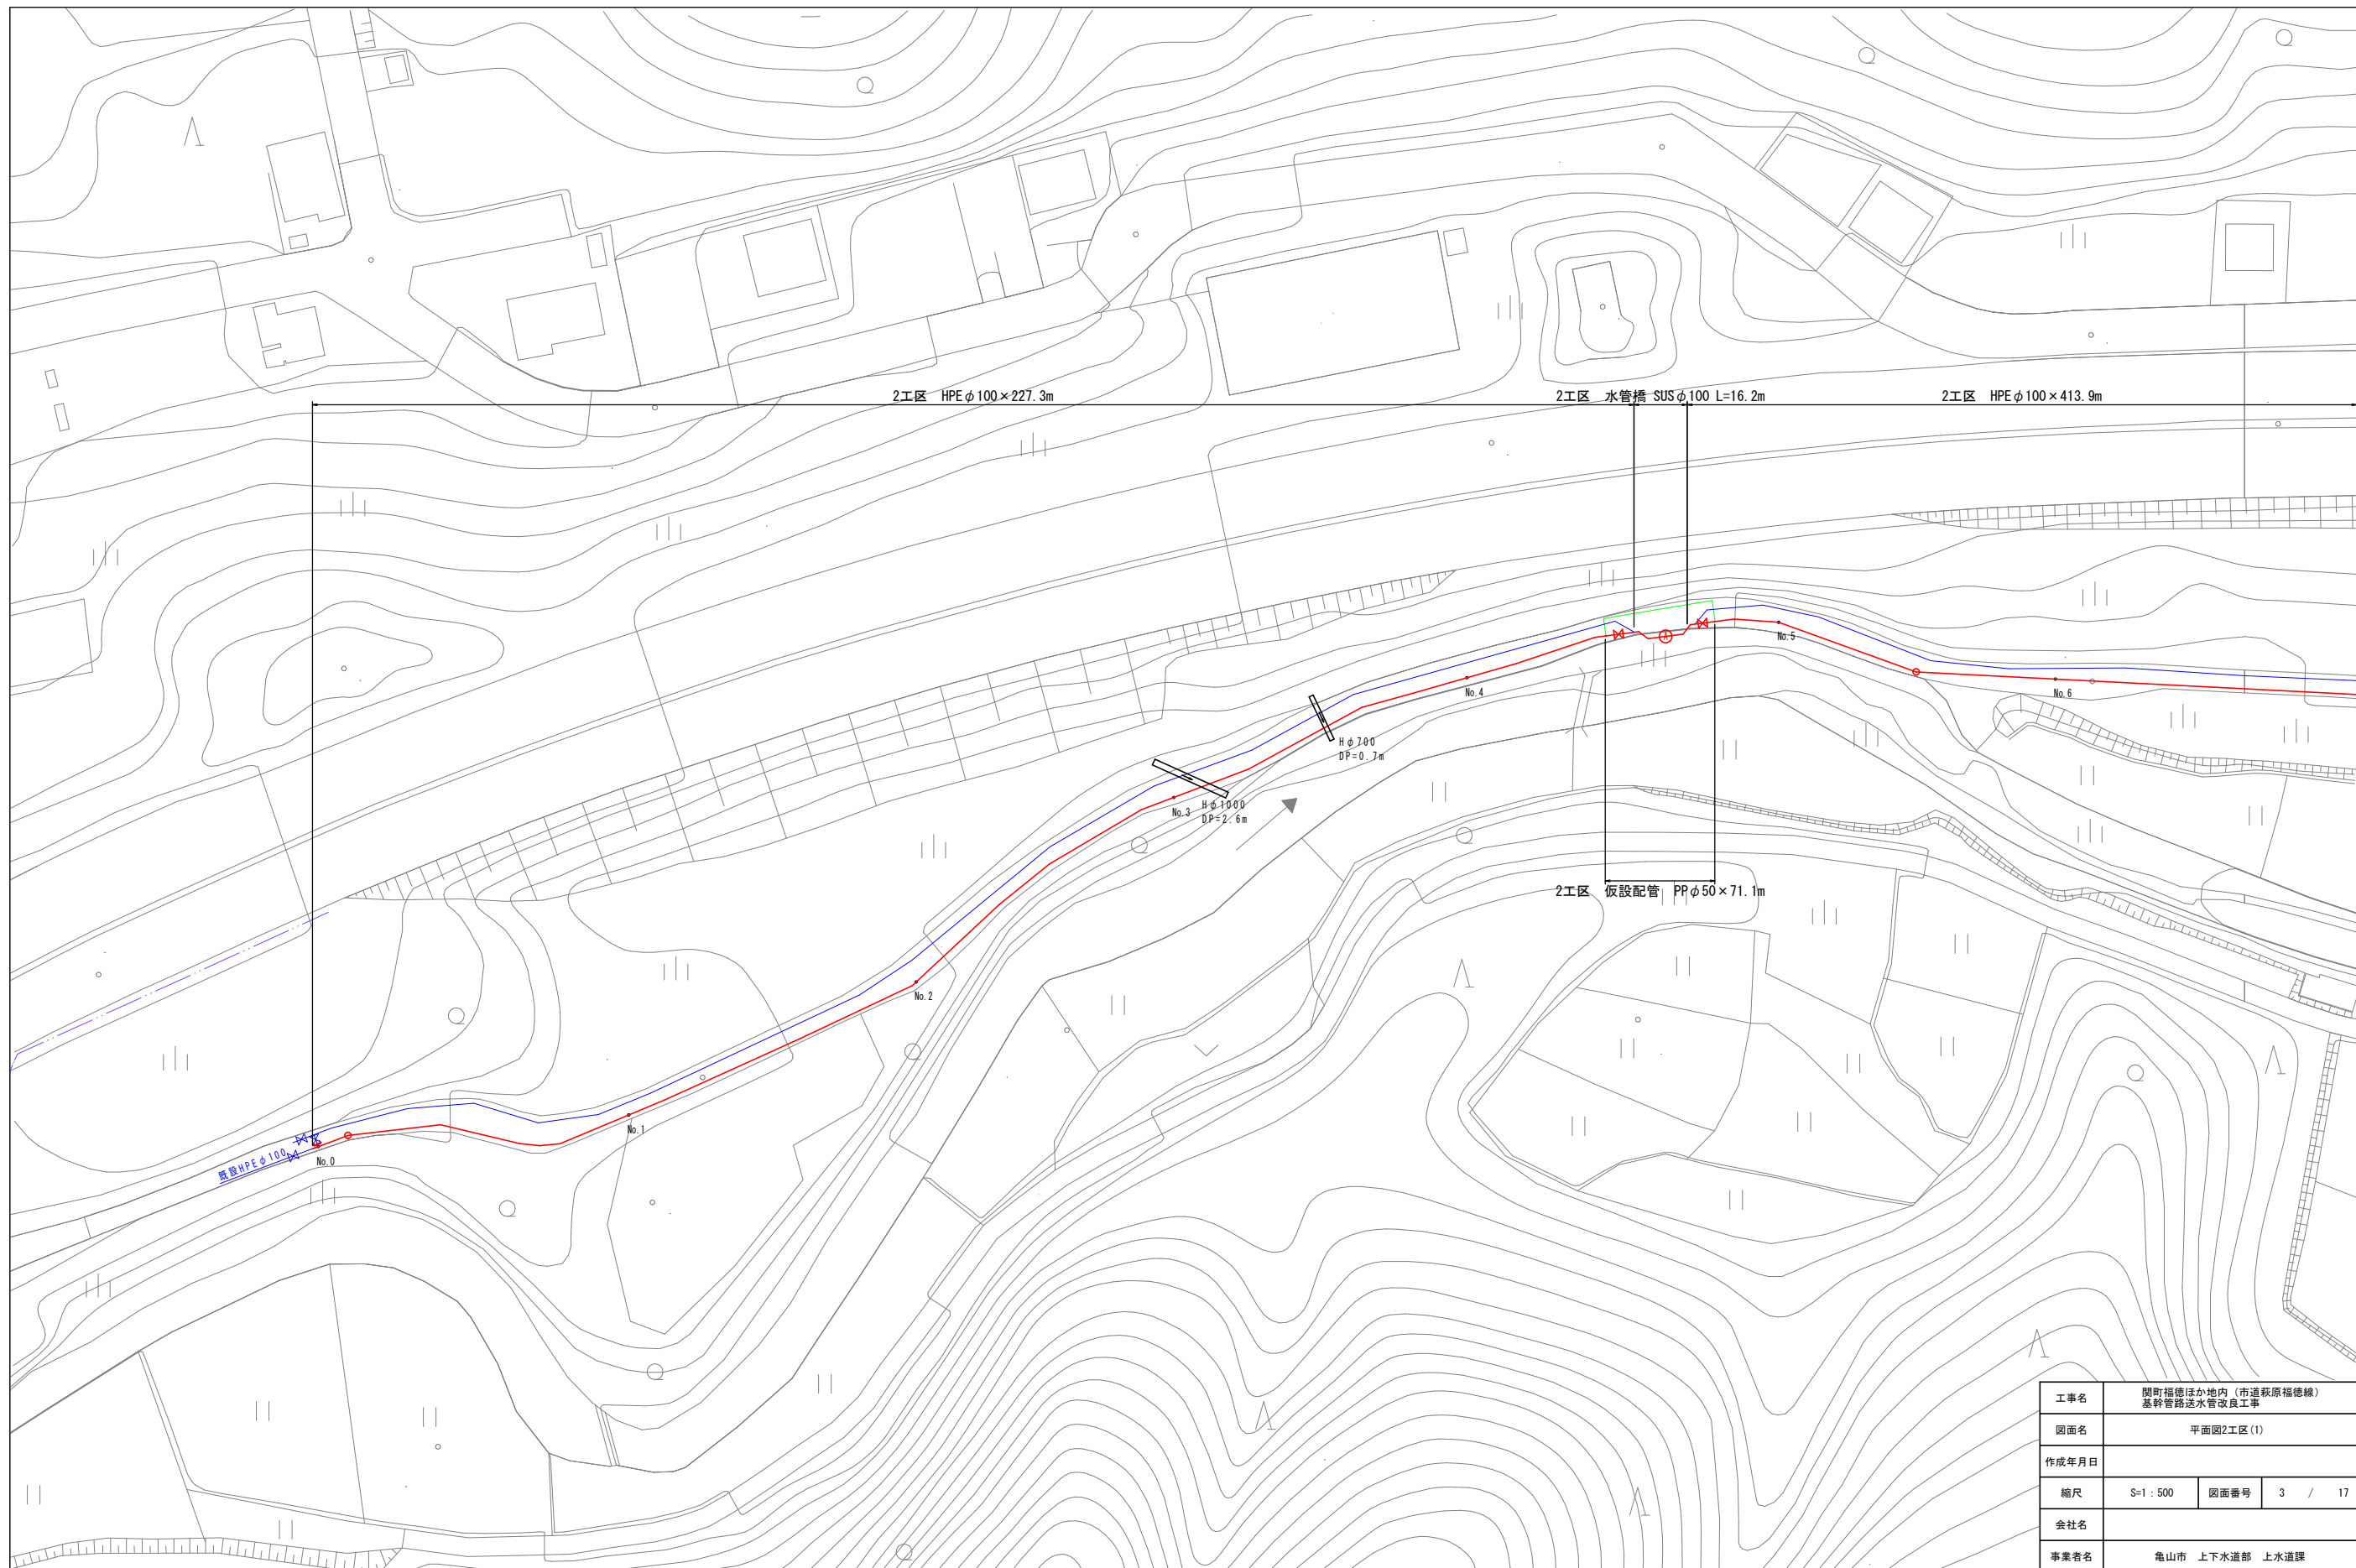 2工区 HPEφ100×227.3m
2工区 水管橋 SUSφ100 L=16.2m
2工区 HPEφ100×413.9m
No.5
No.6
No.4
Hφ700
DP=0.7m
No.3
Hφ1000
DP=2.6m
2工区 仮設配管 PPφ50×71.1m
No.2
No.1
既設HPEφ100
No.0
工事名 関町福徳ほか地内（市道萩原福徳線）
基幹管路送水管改良工事
図面名 平面図2工区(1)
作成年月日
縮尺 S=1：500 図面番号 3 / 17
会社名
事業者名 亀山市 上下水道部 上水道課